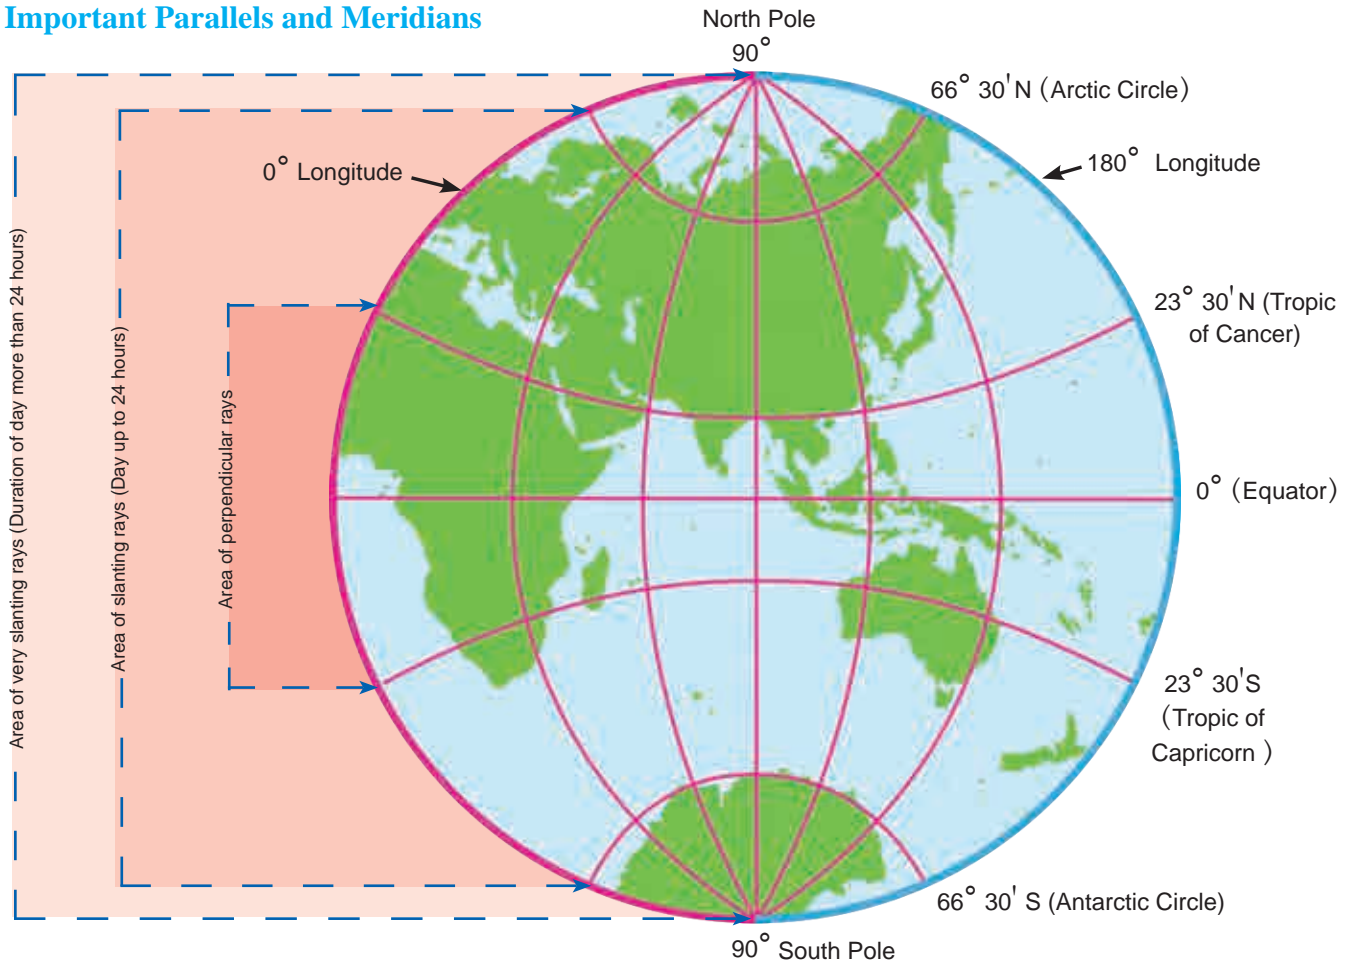 Important Parallels and Meridians
North Pole
90°
66° 30' N (Arctic Circle)
0° Longitude
180° Longitude
23° 30' N (Tropic
of Cancer)
0° (Equator)
23° 30'S
(Tropic of
Capricorn )
66° 30' S (Antarctic Circle)
90° South Pole
Area of very slanting rays (Duration of day more than 24 hours)
Area of slanting rays (Day up to 24 hours)
Area of perpendicular rays